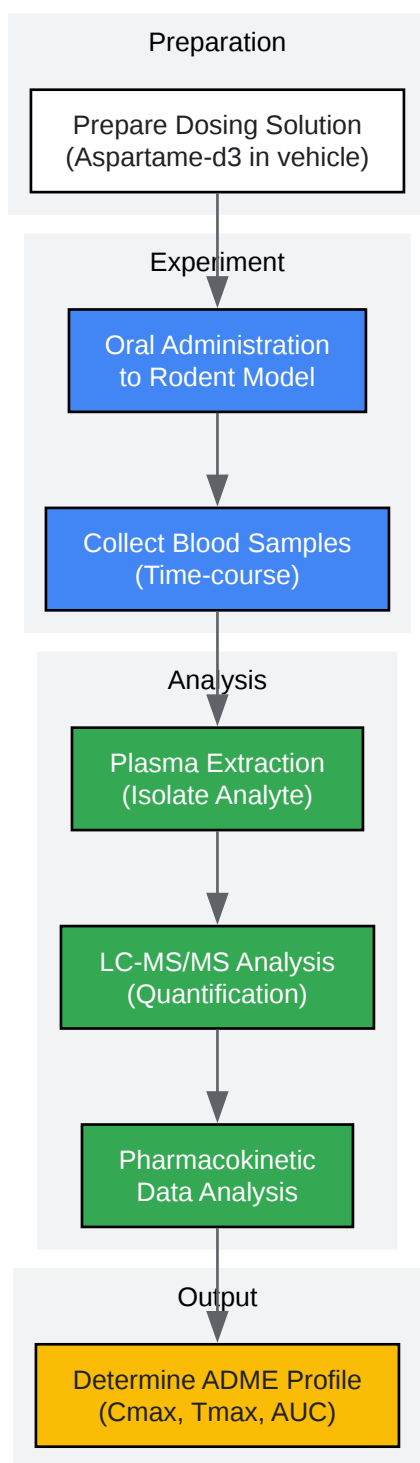 Preparation
Prepare Dosing Solution
(Aspartame-d3 in vehicle)
Experiment
Oral Administration
to Rodent Model
Collect Blood Samples
(Time-course)
Analysis
Plasma Extraction
(Isolate Analyte)
LC-MS/MS Analysis
(Quantification)
Pharmacokinetic
Data Analysis
Output
Determine ADME Profile
(Cmax, Tmax, AUC)